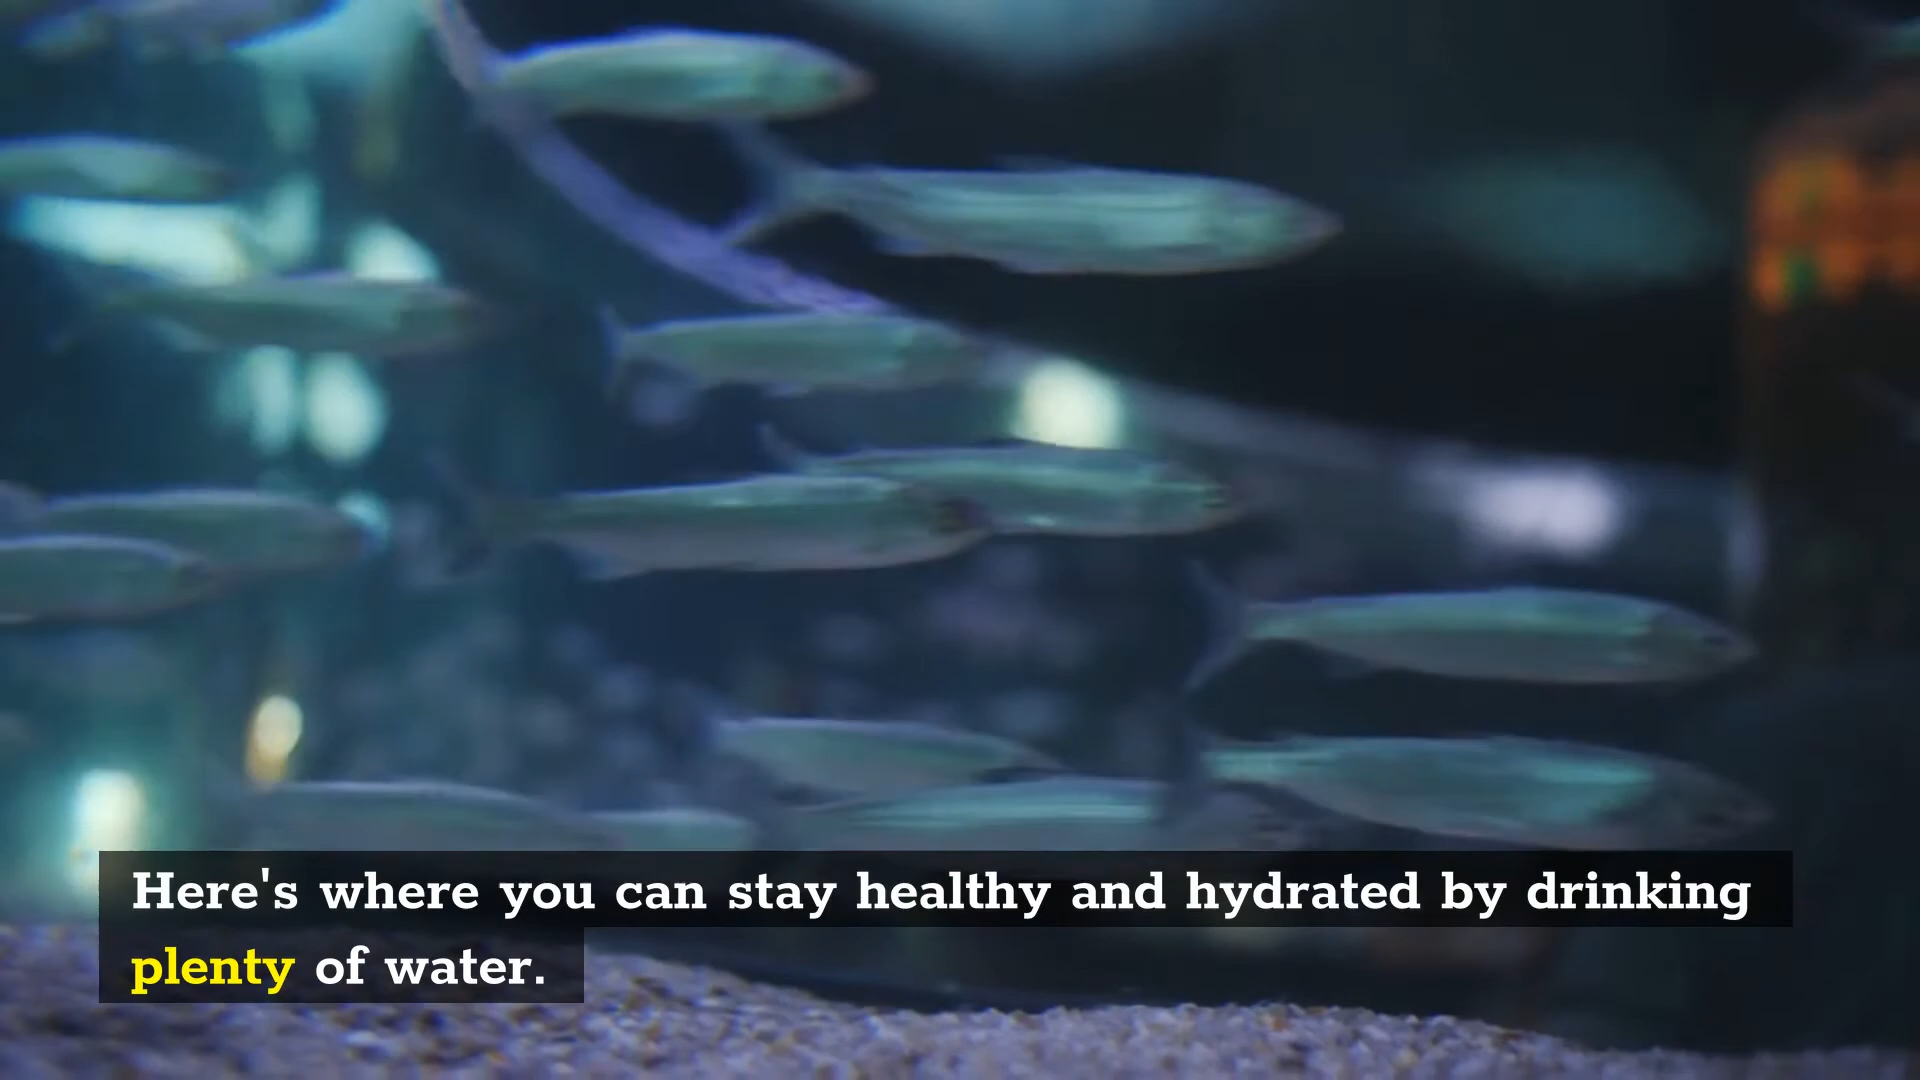 Here's where you can stay healthy and hydrated by drinking
plenty of water.